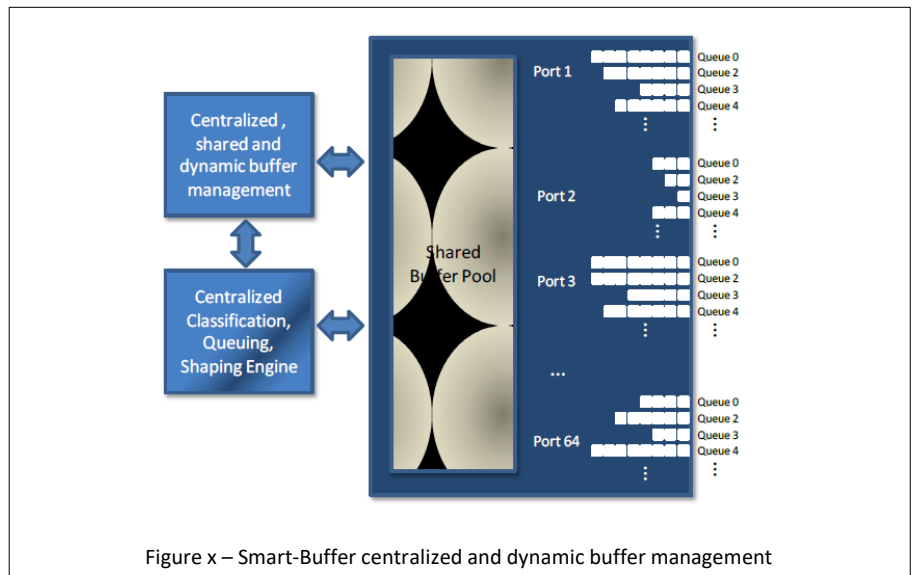 Centralized ,
shared and
dynamic buffer
management
Centralized
Classification,
Queuing,
Shaping Engine
Shared
Buffer Pool
Port 1
Queue 0
Queue 2
Queue 3
Queue 4
⋮ ⋮
Port 2
Queue 0
Queue 2
Queue 3
Queue 4
⋮ ⋮
Port 3
Queue 0
Queue 2
Queue 3
Queue 4
⋮ ⋮
...
Port 64
Queue 0
Queue 2
Queue 3
Queue 4
⋮ ⋮
Figure x – Smart-Buffer centralized and dynamic buffer management